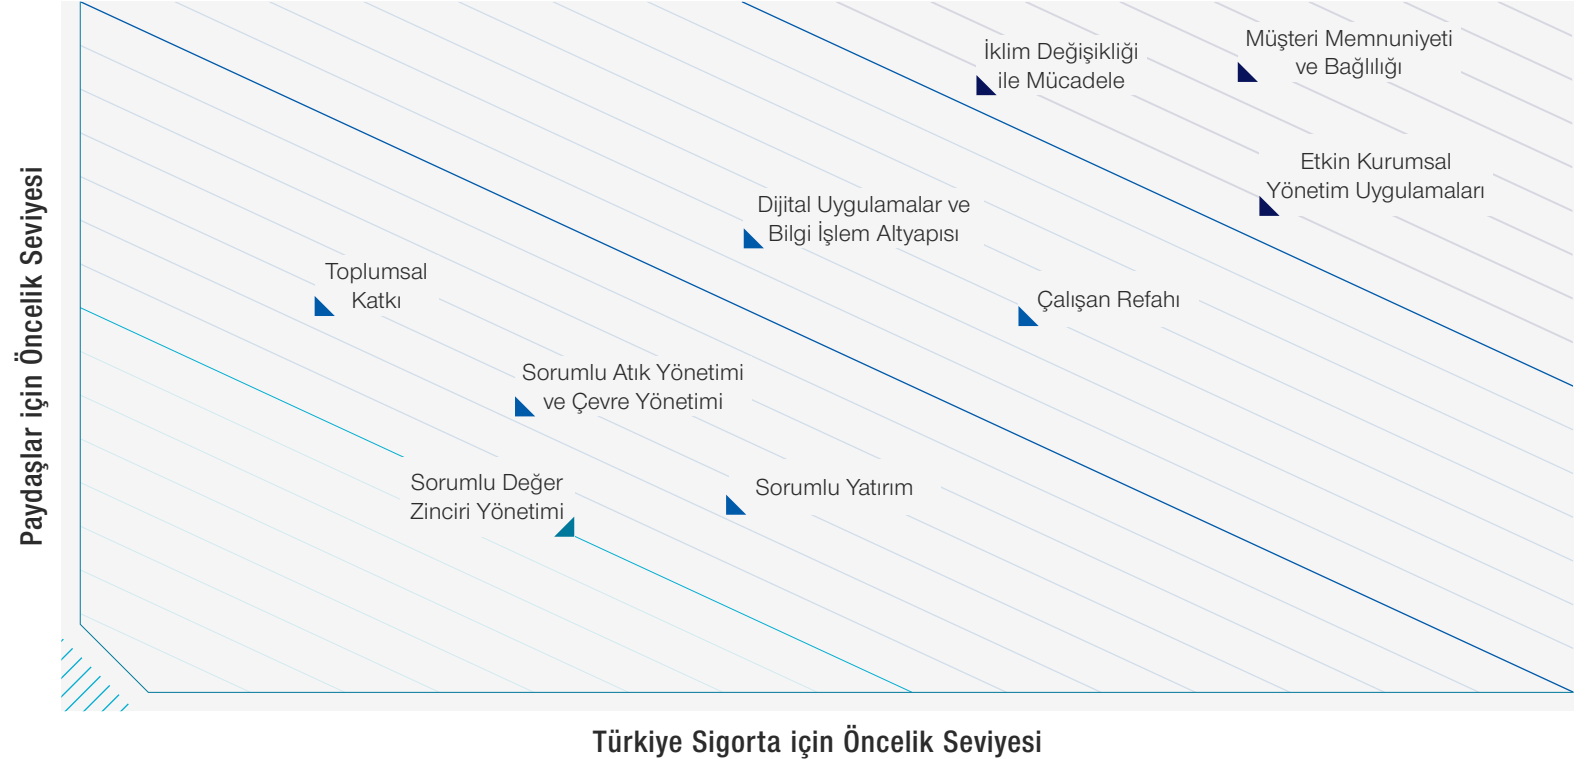 İklim Değişikliği
ile Mücadele
Müşteri Memnuniyeti
ve Bağlılığı
Etkin Kurumsal
Yönetim Uygulamaları
Dijital Uygulamalar ve
Bilgi İşlem Altyapısı
Toplumsal
Katkı
Çalışan Refahı
Sorumlu Atık Yönetimi
ve Çevre Yönetimi
Sorumlu Değer
Zinciri Yönetimi
Sorumlu Yatırım
Paydaşlar için Öncelik Seviyesi
Türkiye Sigorta için Öncelik Seviyesi